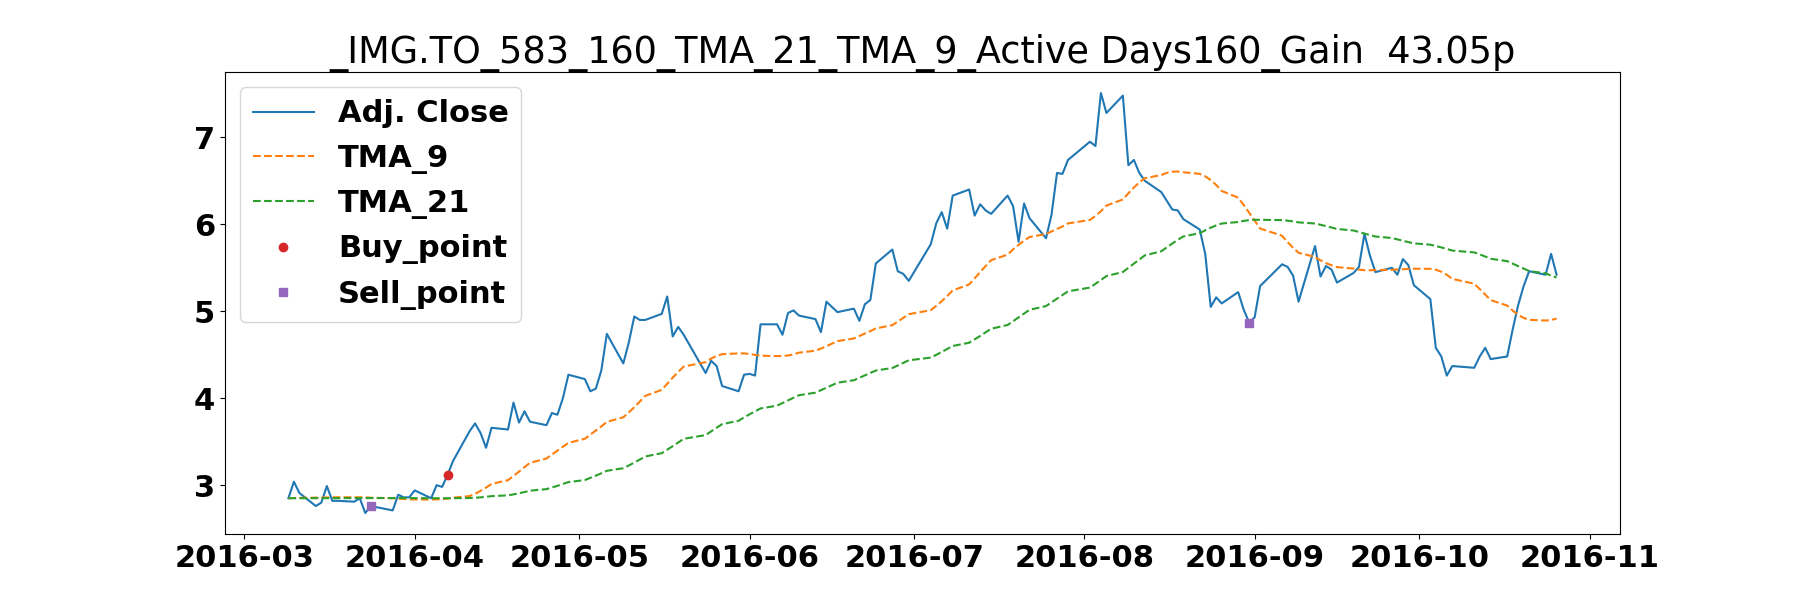 _IMG.TO_583_160_TMA_21_TMA_9_Active Days160_Gain  43.05p
Adj. Close
TMA_9
TMA_21
Buy_point
Sell_point
7
6
5
4
3
2016-03 2016-04 2016-05 2016-06 2016-07 2016-08 2016-09 2016-10 2016-11